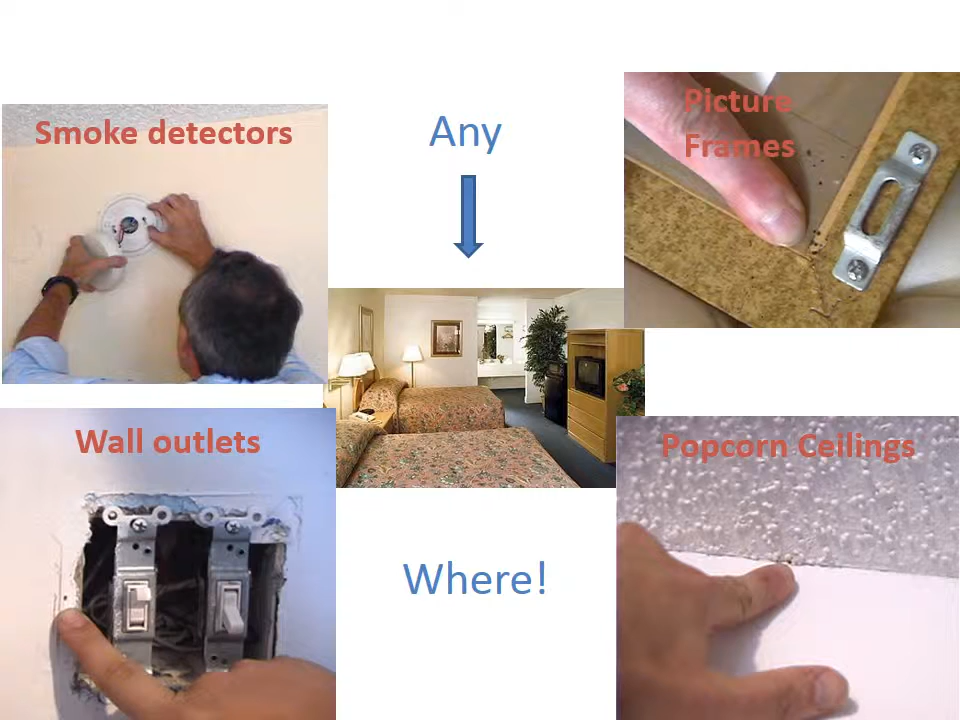 Smoke detectors
Any
Picture
Frames
Wall outlets
Popcorn Ceilings
Where!